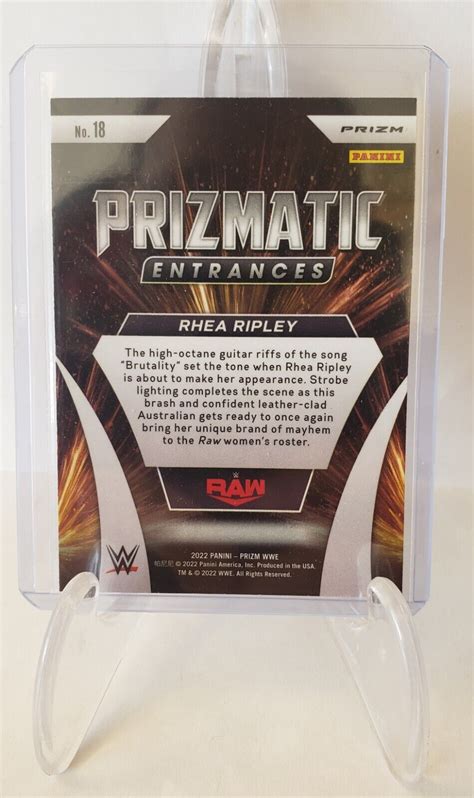 No. 18
PRIZM
PANINI
PRIZMATIC
ENTRANCES
RHEA RIPLEY
The high-octane guitar riffs of the song
"Brutality" set the tone when Rhea Ripley
is about to make her appearance. Strobe
lighting completes the scene as this
brash and confident leather-clad
Australian gets ready to once again
bring her unique brand of mayhem
to the Raw women's roster.
RAW
W
2022 PANINI – PRIZM WWE
帕尼尼 © 2022 Panini America, Inc. Produced in the USA.
TM & © 2022 WWE. All Rights Reserved.